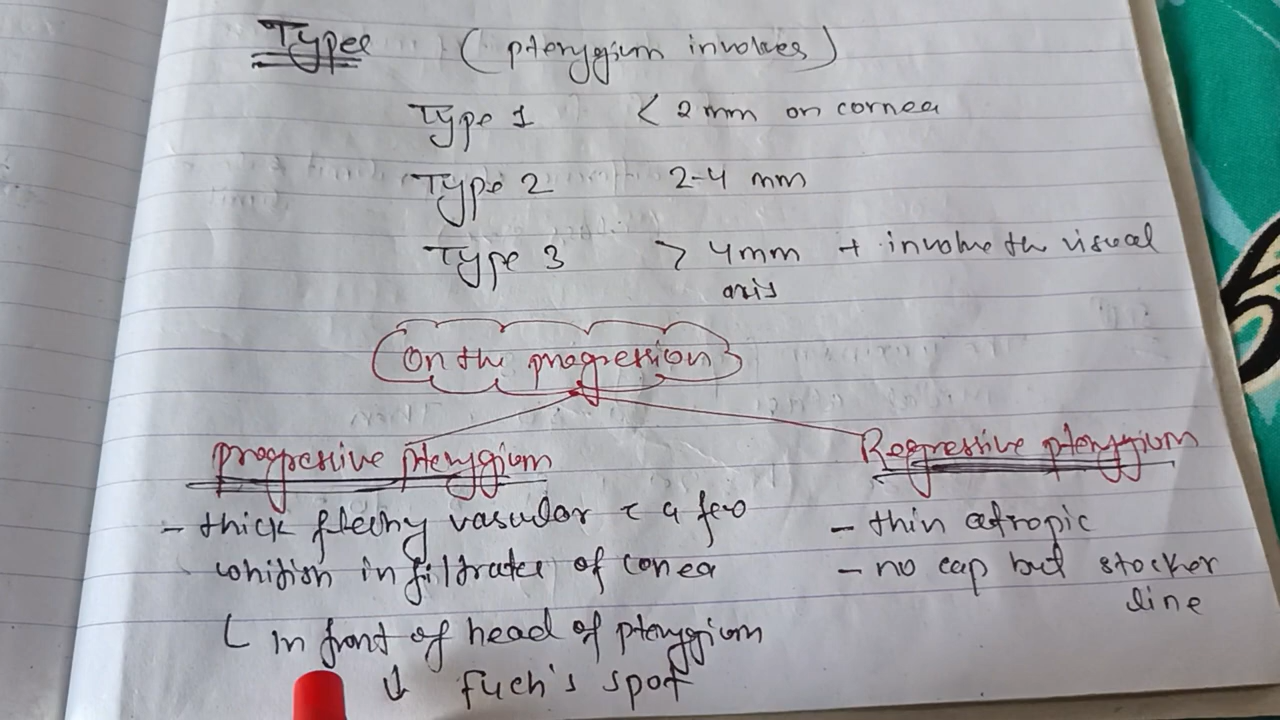 Types (pterygium involves)
Type 1 < 2 mm on cornea
Type 2 2-4 mm
Type 3 > 4mm + involve the visual
axis
On the progression
progressive pterygium
Regressive pterygium
- thick fleshy vasular c a few
whitish infiltrates of conea
In front of head of pterygium
↓ Fuch's spot
- thin atropic
- no cap but stocker
line